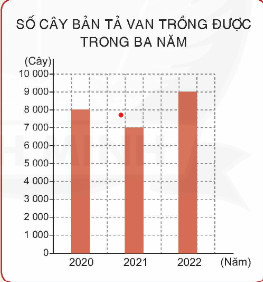 SỐ CÂY BẢN TẢ VAN TRỒNG ĐƯỢC
TRONG BA NĂM
(Cây)
10 000
9 000
8 000
7 000
6 000
5 000
4 000
3 000
2 000
1 000
0
2020 2021 2022 (Năm)